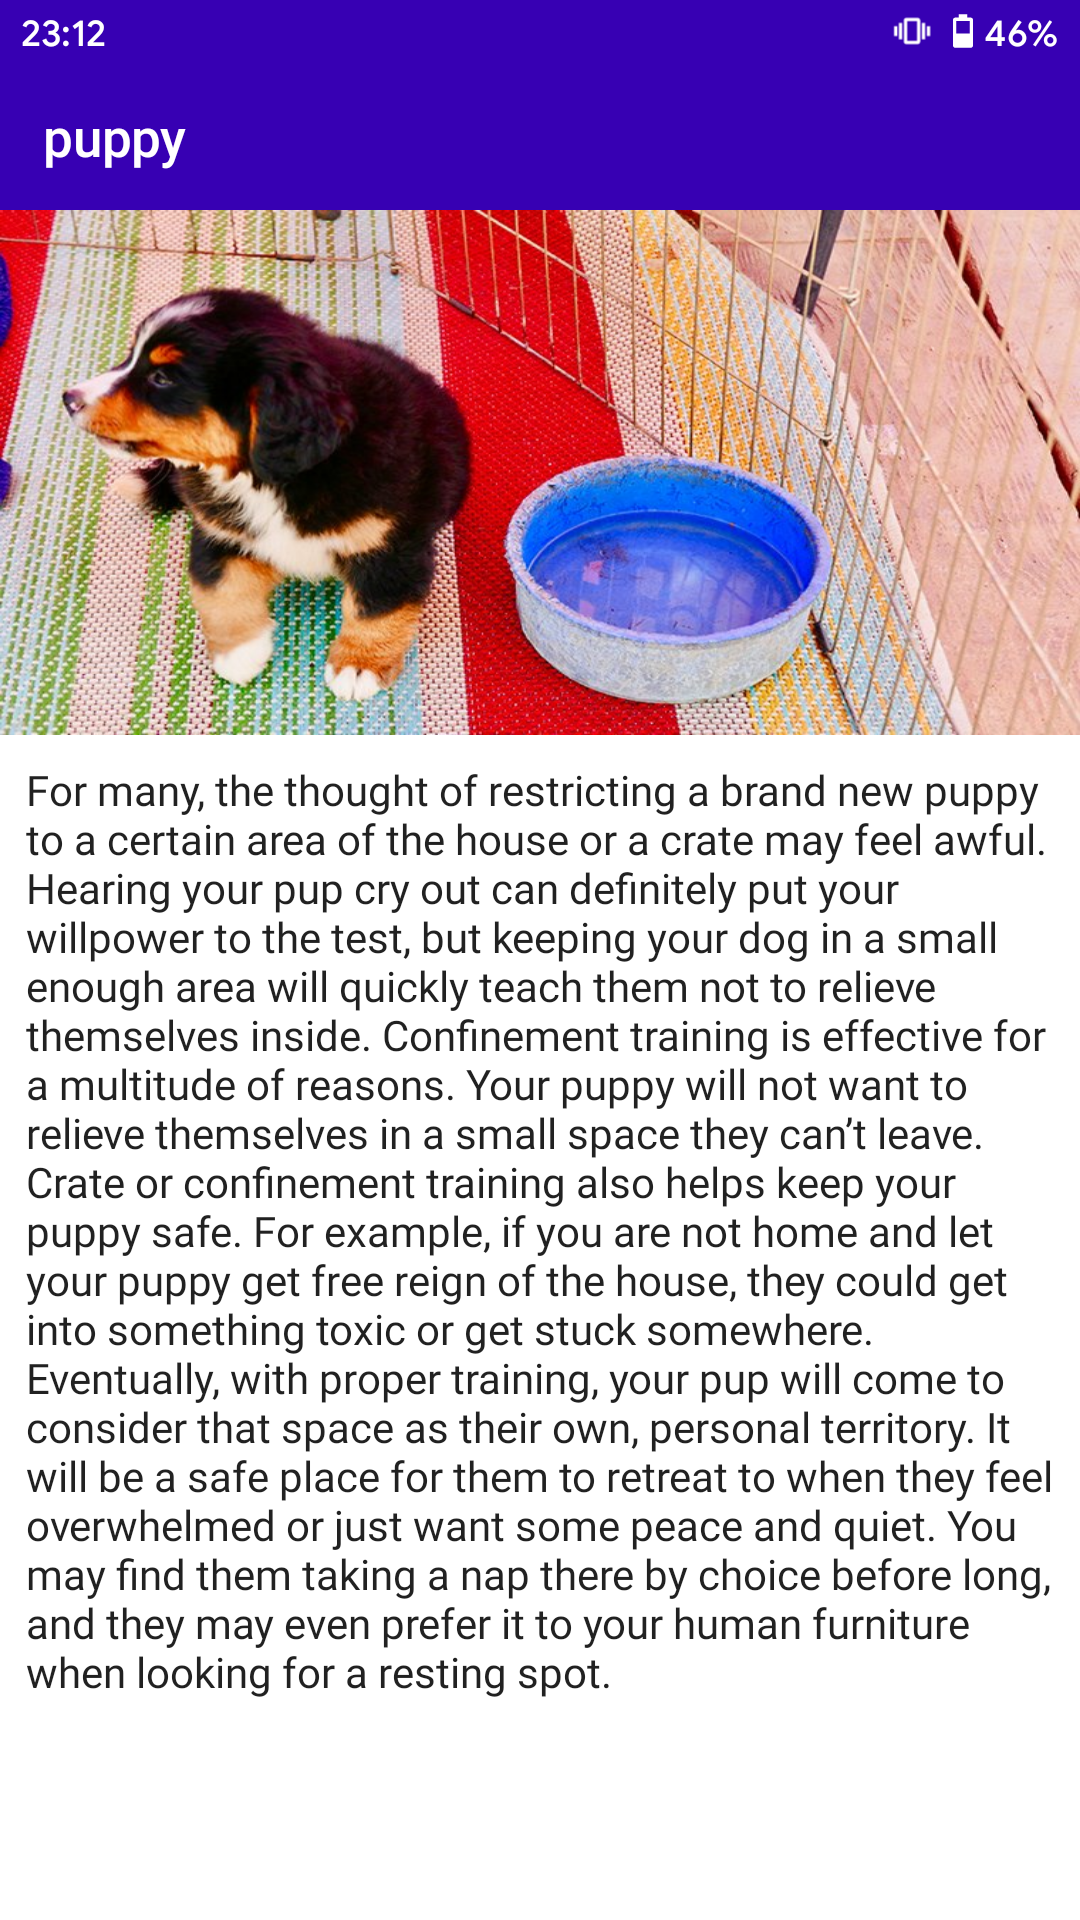 23:12
46%
puppy
For many, the thought of restricting a brand new puppy
to a certain area of the house or a crate may feel awful.
Hearing your pup cry out can definitely put your
willpower to the test, but keeping your dog in a small
enough area will quickly teach them not to relieve
themselves inside. Confinement training is effective for
a multitude of reasons. Your puppy will not want to
relieve themselves in a small space they can’t leave.
Crate or confinement training also helps keep your
puppy safe. For example, if you are not home and let
your puppy get free reign of the house, they could get
into something toxic or get stuck somewhere.
Eventually, with proper training, your pup will come to
consider that space as their own, personal territory. It
will be a safe place for them to retreat to when they feel
overwhelmed or just want some peace and quiet. You
may find them taking a nap there by choice before long,
and they may even prefer it to your human furniture
when looking for a resting spot.